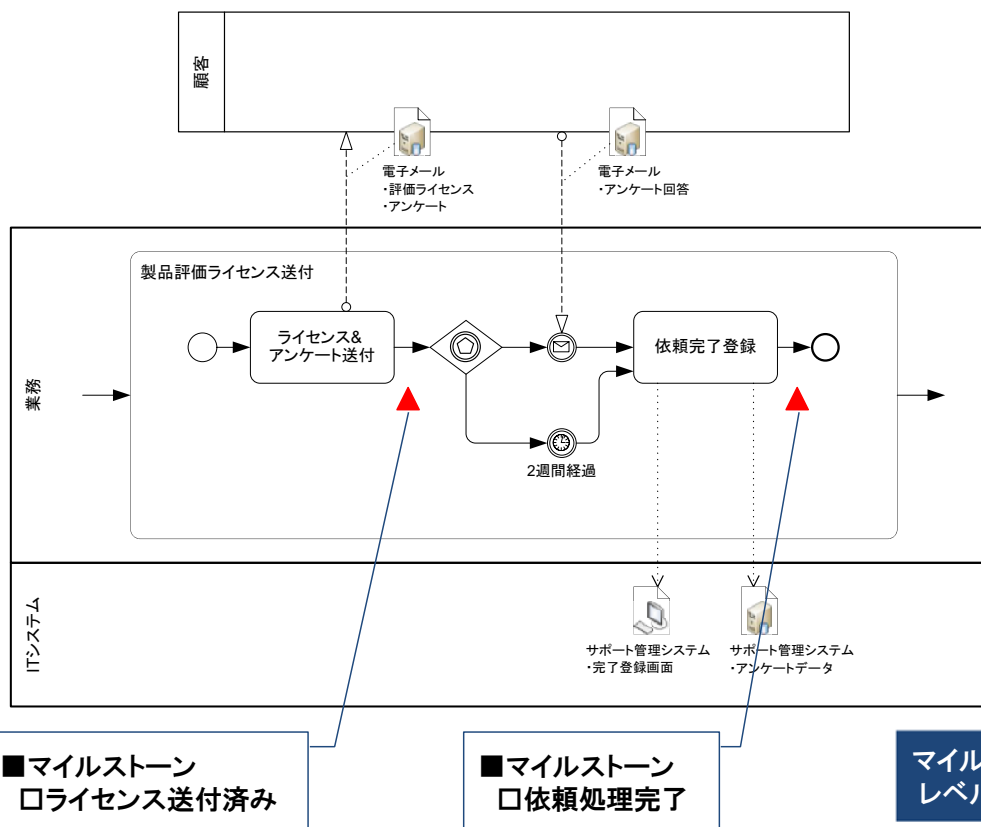 顧客
電子メール
・評価ライセンス
・アンケート
電子メール
・アンケート回答
業務
製品評価ライセンス送付
ライセンス&
アンケート送付
依頼完了登録
2週間経過
ITシステム
サポート管理システム
・完了登録画面
サポート管理システム
・アンケートデータ
■マイルストーン
□ライセンス送付済み
■マイルストーン
□依頼処理完了
マイル
レベル